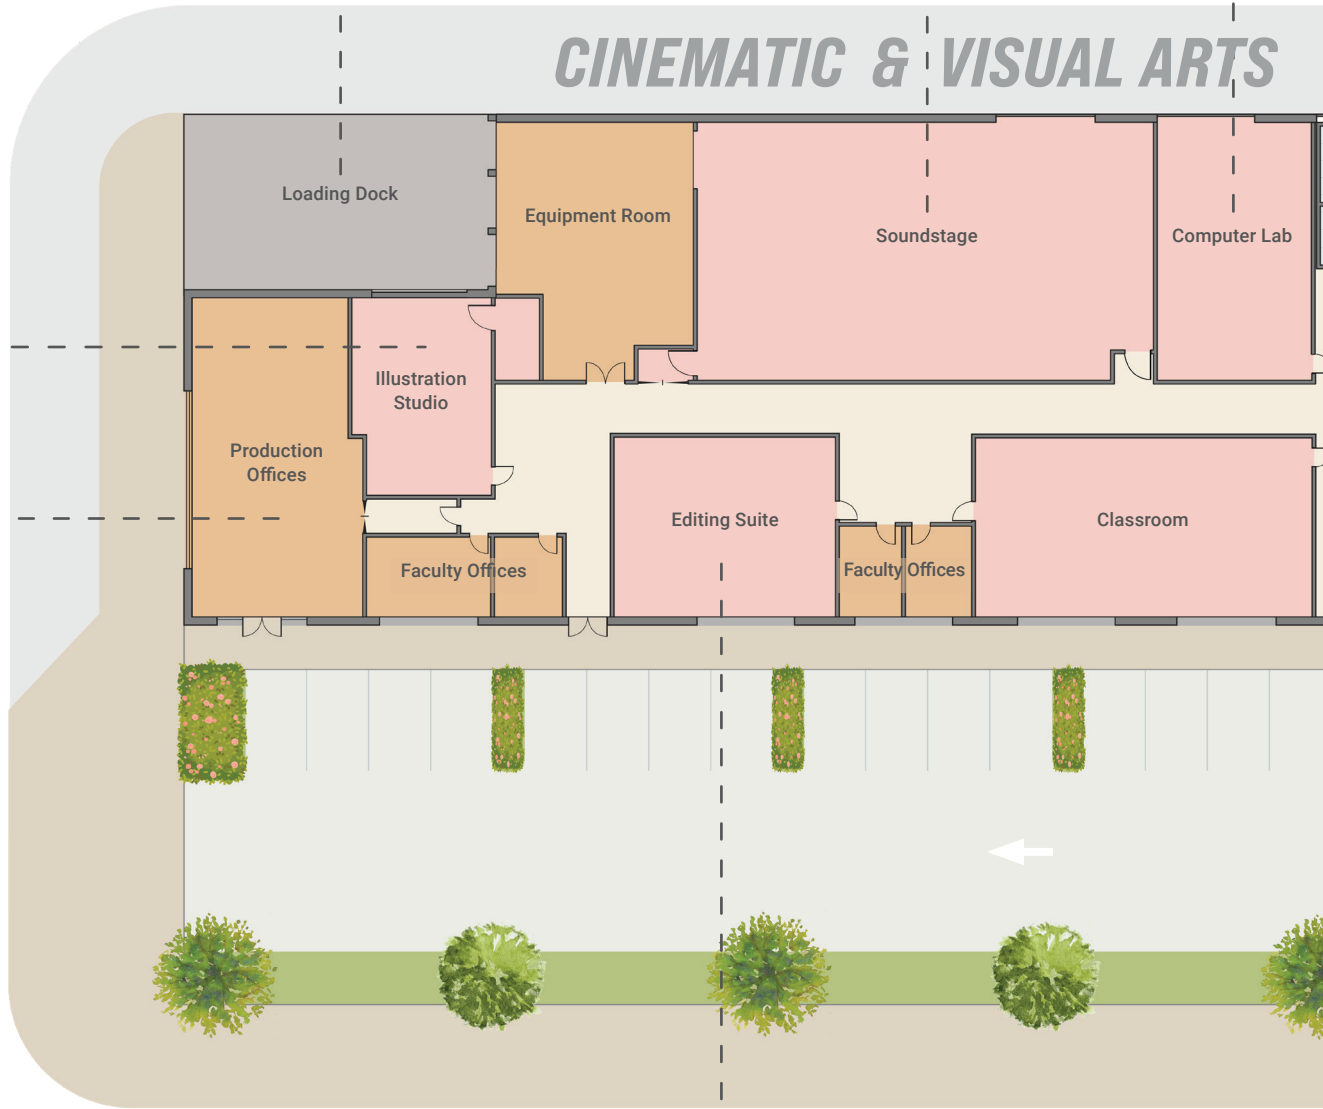 CINEMATIC & VISUAL ARTS
Loading Dock
Equipment Room
Soundstage
Computer Lab
Illustration
Studio
Production
Offices
Editing Suite
Classroom
Faculty Offices
Faculty Offices